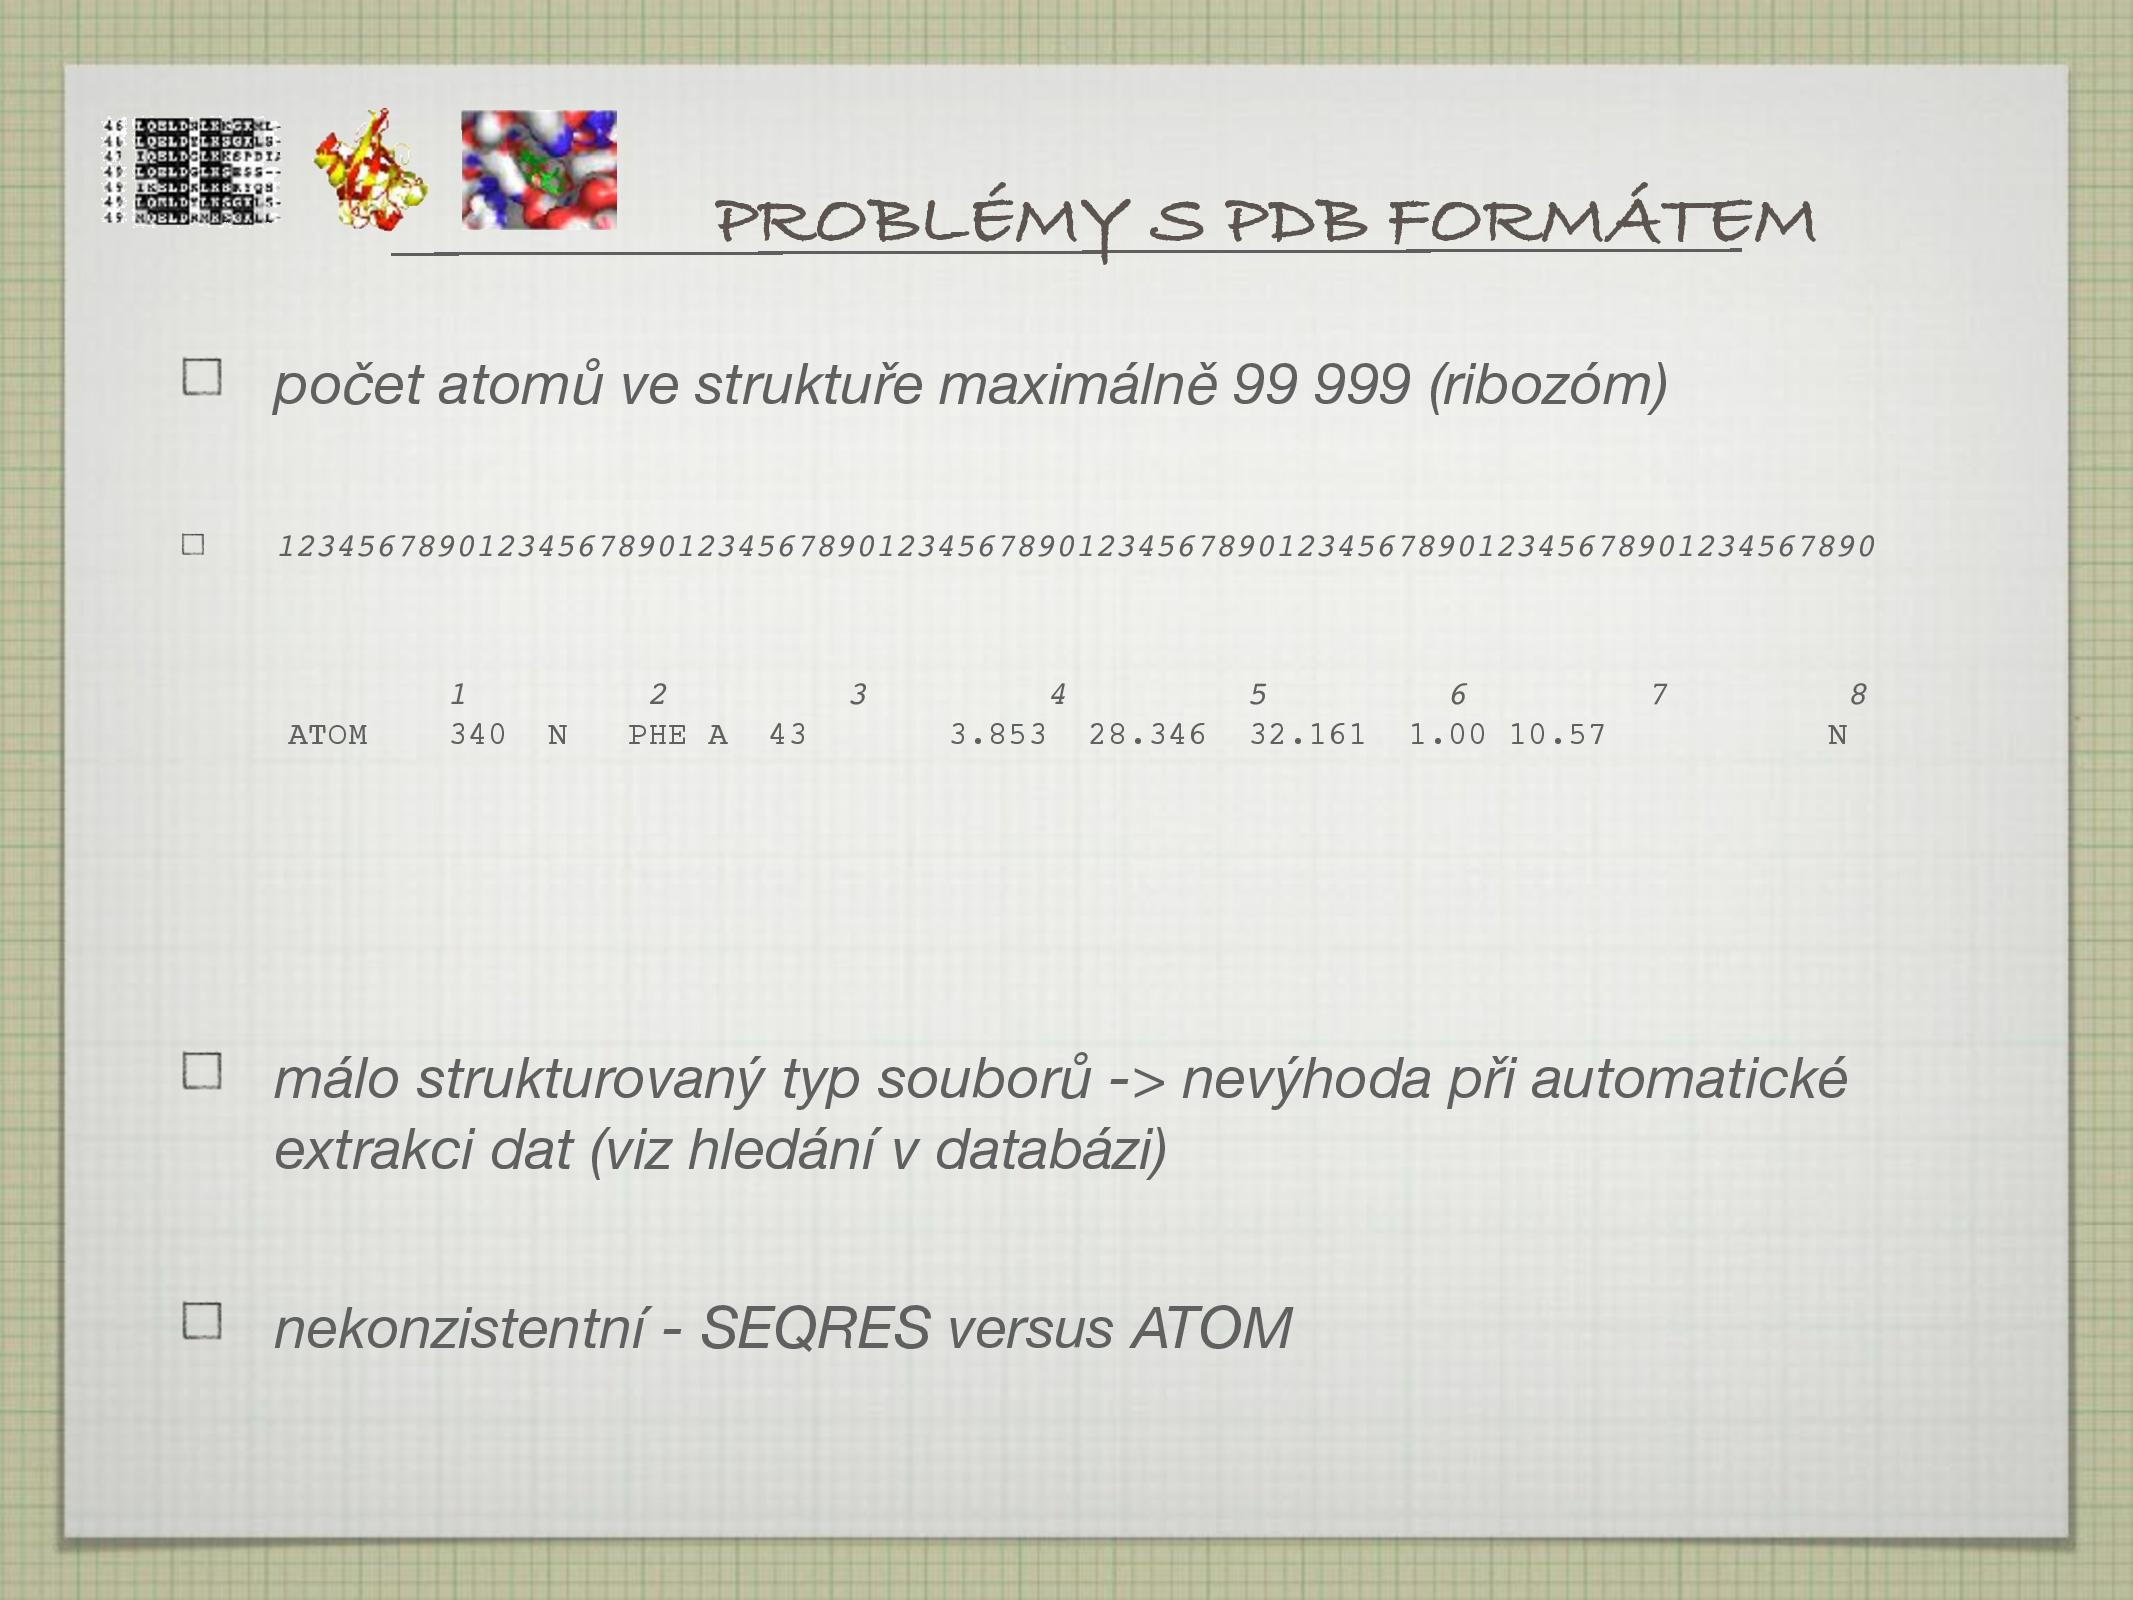 PROBLÉMY S PDB FORMÁTEM
počet atomů ve struktuře maximálně 99 999 (ribozóm)
12345678901234567890123456789012345678901234567890123456789012345678901234567890
1 2 3 4 5 6 7 8
ATOM 340 N PHE A 43 3.853 28.346 32.161 1.00 10.57 N
málo strukturovaný typ souborů -> nevýhoda při automatické
extrakci dat (viz hledání v databázi)
nekonzistentní - SEQRES versus ATOM